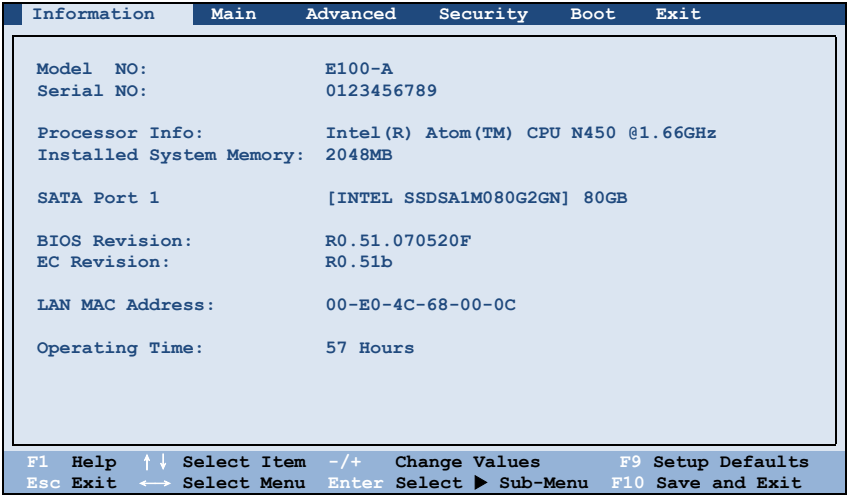 Information Main Advanced Security Boot Exit
Model NO: E100-A
Serial NO: 0123456789
Processor Info: Intel(R) Atom(TM) CPU N450 @1.66GHz
Installed System Memory: 2048MB
SATA Port 1 [INTEL SSDSA1M080G2GN] 80GB
BIOS Revision: R0.51.070520F
EC Revision: R0.51b
LAN MAC Address: 00-E0-4C-68-00-0C
Operating Time: 57 Hours
F1 Help ↑↓ Select Item -/+ Change Values F9 Setup Defaults
Esc Exit ←→ Select Menu Enter Select ▶ Sub-Menu F10 Save and Exit